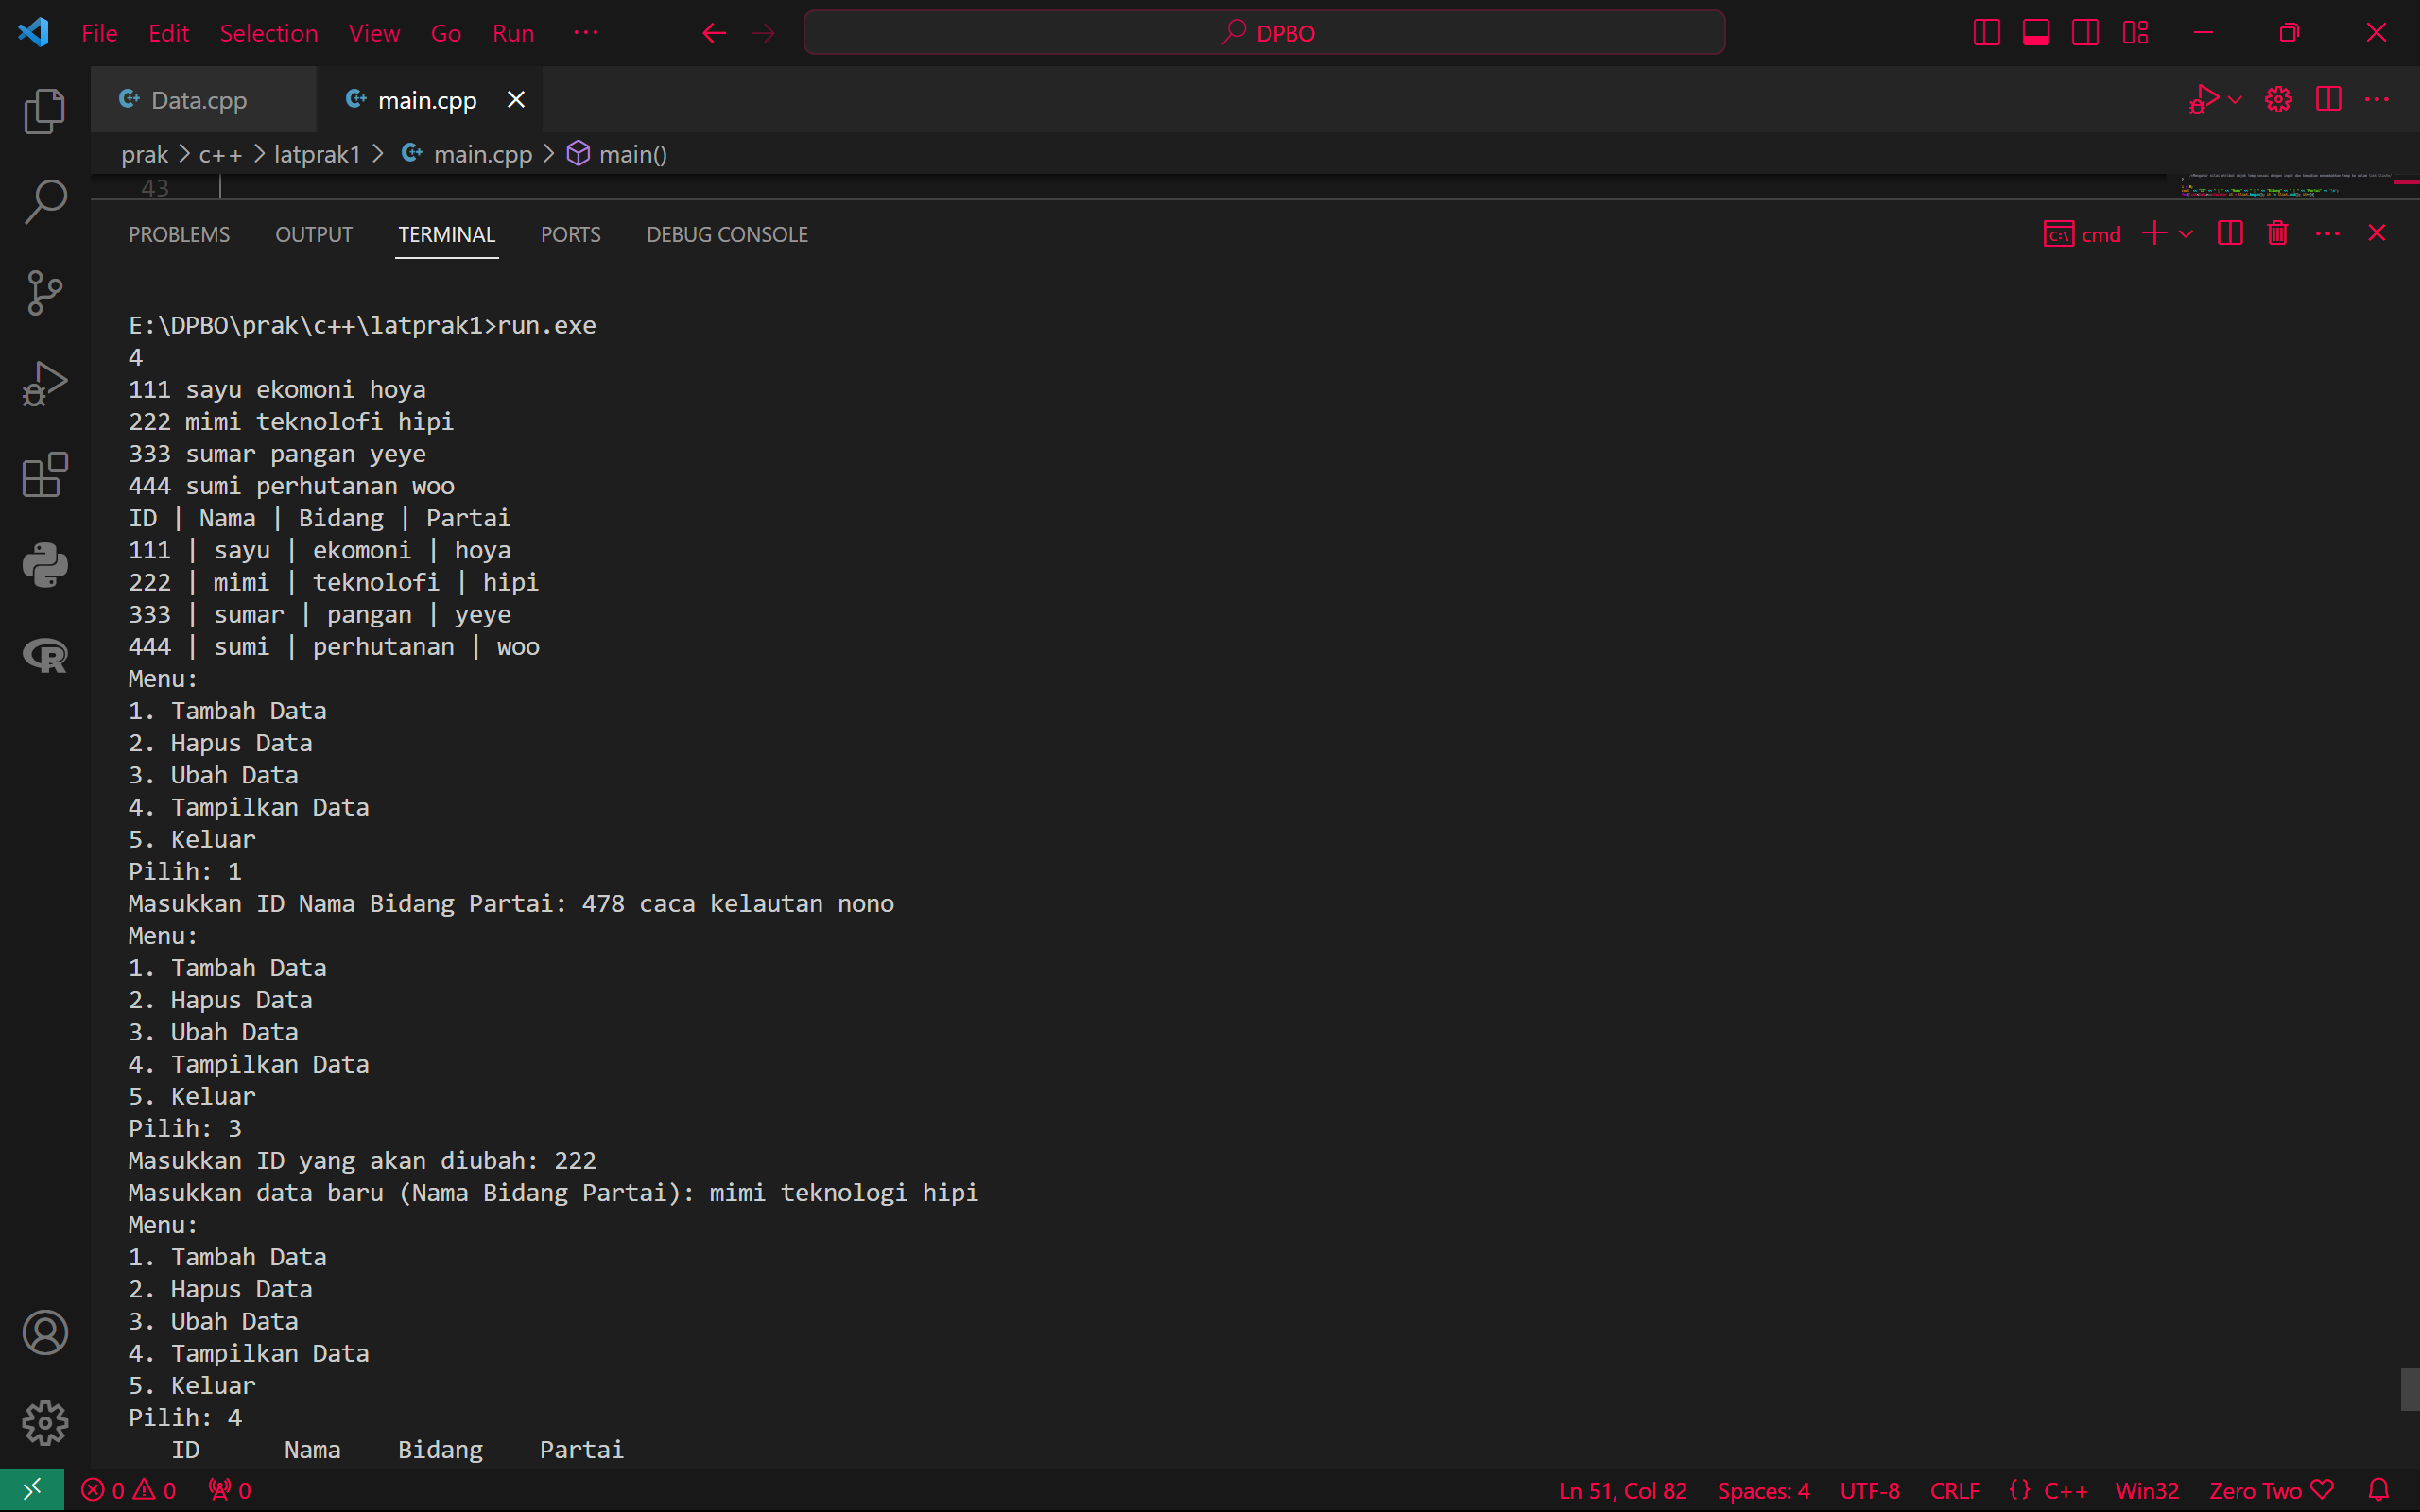 File Edit Selection View Go Run ··· DPBO
Data.cpp main.cpp
prak > c++ > latprak1 > main.cpp > main()
43
PROBLEMS OUTPUT TERMINAL PORTS DEBUG CONSOLE cmd
E:\DPBO\prak\c++\latprak1>run.exe
4
111 sayu ekomoni hoya
222 mimi teknolofi hipi
333 sumar pangan yeye
444 sumi perhutanan woo
ID | Nama | Bidang | Partai
111 | sayu | ekomoni | hoya
222 | mimi | teknolofi | hipi
333 | sumar | pangan | yeye
444 | sumi | perhutanan | woo
Menu:
1. Tambah Data
2. Hapus Data
3. Ubah Data
4. Tampilkan Data
5. Keluar
Pilih: 1
Masukkan ID Nama Bidang Partai: 478 caca kelautan nono
Menu:
1. Tambah Data
2. Hapus Data
3. Ubah Data
4. Tampilkan Data
5. Keluar
Pilih: 3
Masukkan ID yang akan diubah: 222
Masukkan data baru (Nama Bidang Partai): mimi teknologi hipi
Menu:
1. Tambah Data
2. Hapus Data
3. Ubah Data
4. Tampilkan Data
5. Keluar
Pilih: 4
ID Nama Bidang Partai
0 0 0 Ln 51, Col 82 Spaces: 4 UTF-8 CRLF {} C++ Win32 Zero Two ♡